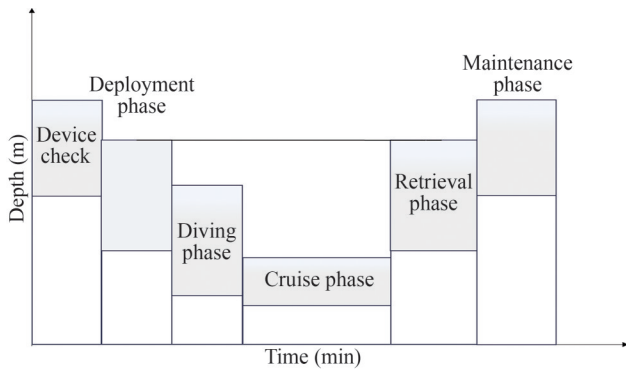 Depth (m)
Device
check
Deployment
phase
Diving
phase
Cruise phase
Retrieval
phase
Maintenance
phase
Time (min)